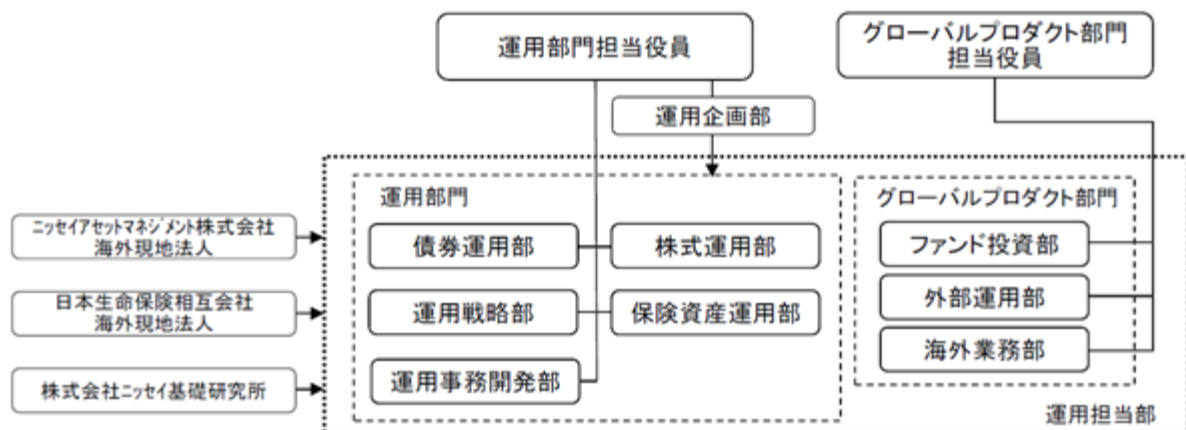 運用部門担当役員
グローバルプロダクト部門
担当役員
運用企画部
運用部門
グローバルプロダクト部門
ニッセイアセットマネジメント株式会社
海外現地法人
債券運用部
株式運用部
ファンド投資部
日本生命保険相互会社
海外現地法人
運用戦略部
保険資産運用部
外部運用部
海外業務部
株式会社ニッセイ基礎研究所
運用事務開発部
運用担当部